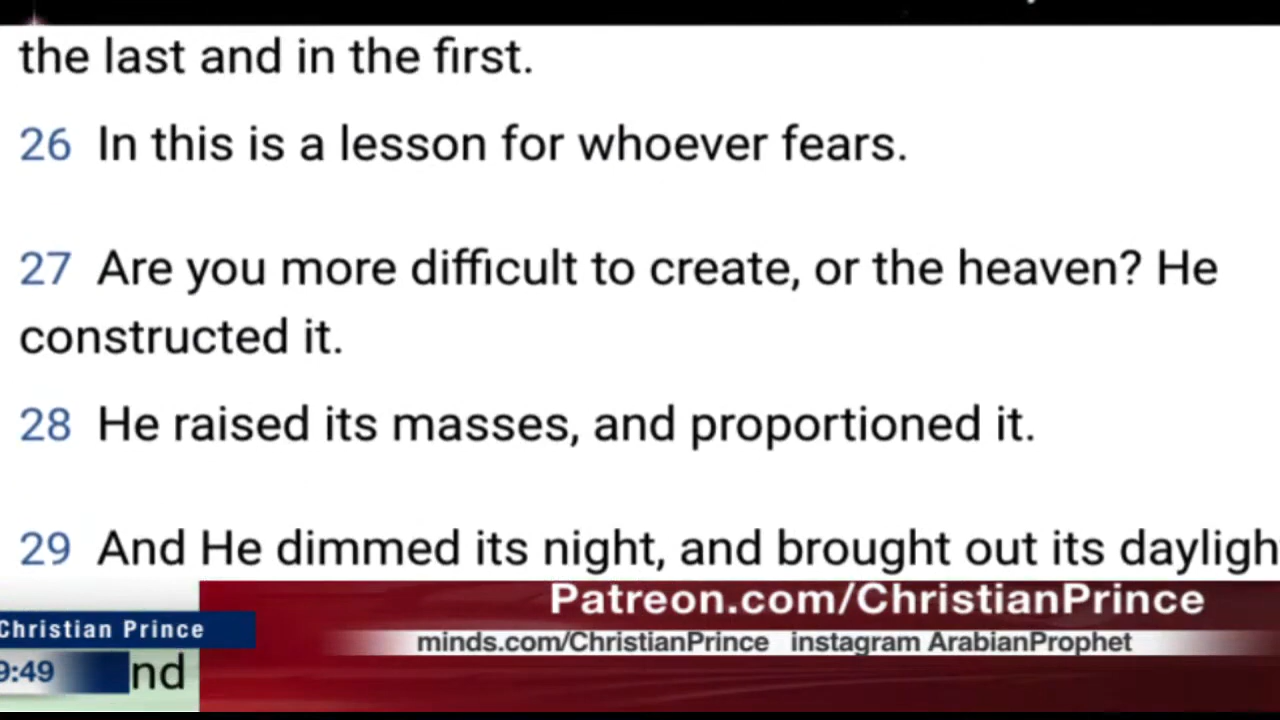 the last and in the first.
26 In this is a lesson for whoever fears.
27 Are you more difficult to create, or the heaven? He
constructed it.
28 He raised its masses, and proportioned it.
29 And He dimmed its night, and brought out its dayligh
Patreon.com/ChristianPrince
Christian Prince
minds.com/ChristianPrince instagram ArabianProphet
9:49
nd